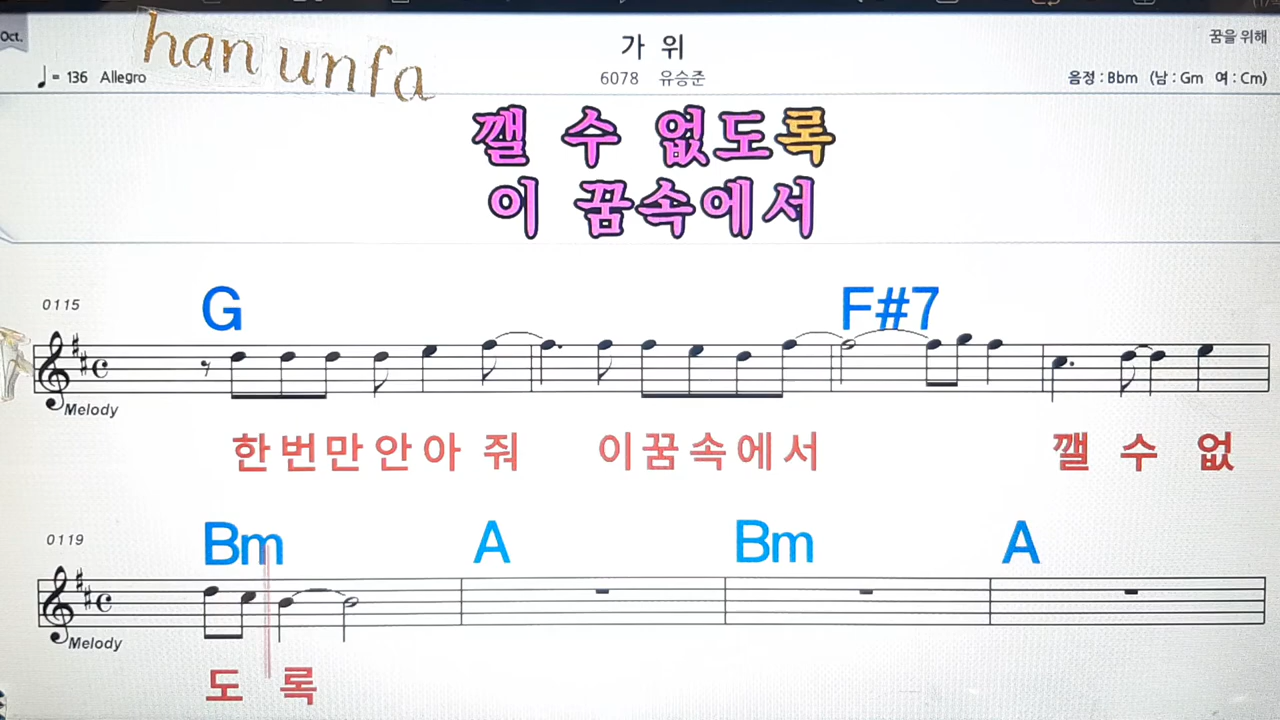 Oct.
han unfa
가 위
꿈을 위해
= 136 Allegro
6078 유승준
음정 : Bbm (남 : Gm 여 : Cm)
깰 수 없도록
이 꿈속에서
0115
G F#7
Melody
한번만안아 줘 이꿈속에서 깰 수 없
0119
Bm A Bm A
Melody
도 록